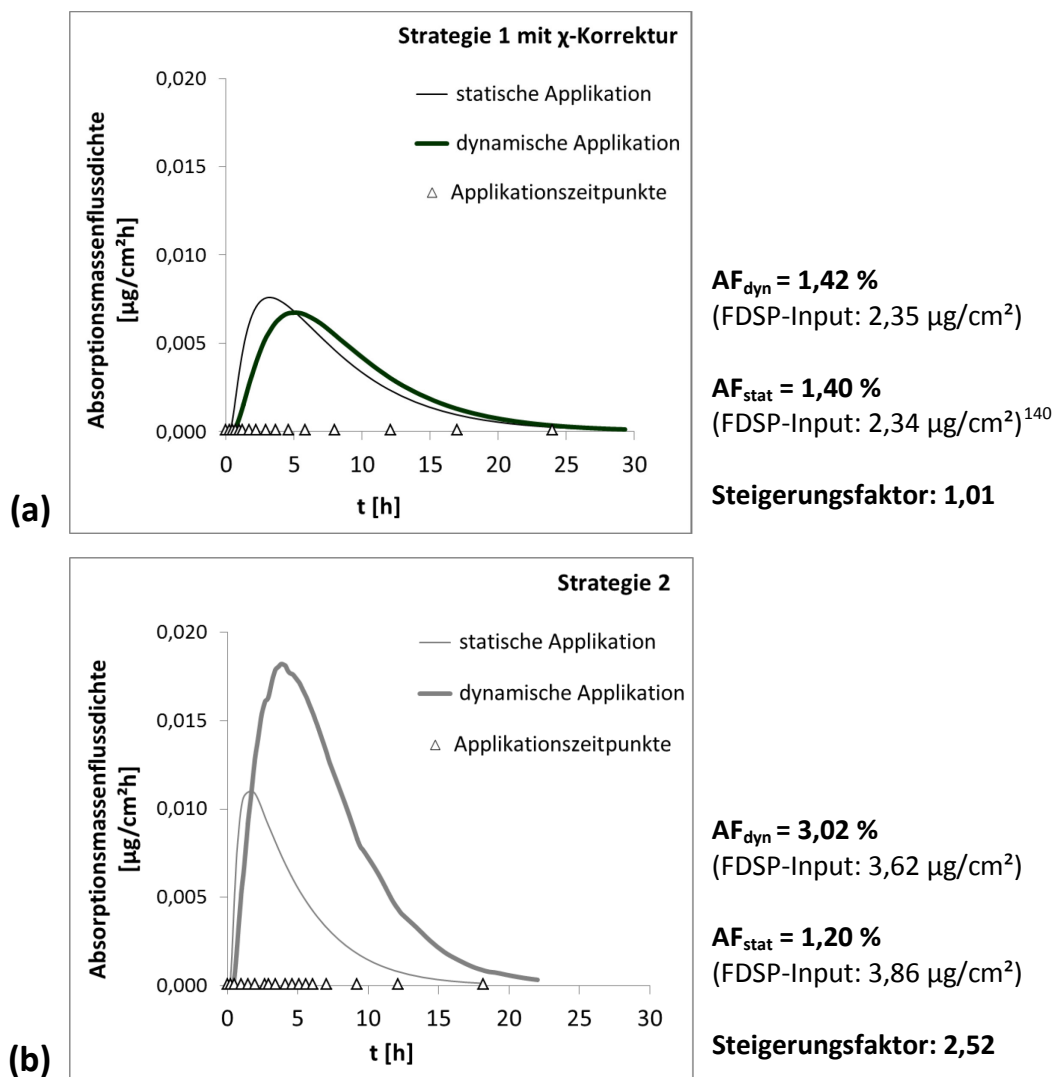 Strategie 1 mit χ-Korrektur
statische Applikation
dynamische Applikation
Applikationszeitpunkte
Absorptionsmassenflussdichte
[µg/cm²h]
0,020
0,015
0,010
0,005
0,000
0 5 10 15 20 25 30
t [h]
(a)
AFdyn = 1,42 %
(FDSP-Input: 2,35 µg/cm²)
AFstat = 1,40 %
(FDSP-Input: 2,34 µg/cm²)140
Steigerungsfaktor: 1,01
Strategie 2
statische Applikation
dynamische Applikation
Applikationszeitpunkte
Absorptionsmassenflussdichte
[µg/cm²h]
0,020
0,015
0,010
0,005
0,000
0 5 10 15 20 25 30
t [h]
(b)
AFdyn = 3,02 %
(FDSP-Input: 3,62 µg/cm²)
AFstat = 1,20 %
(FDSP-Input: 3,86 µg/cm²)
Steigerungsfaktor: 2,52